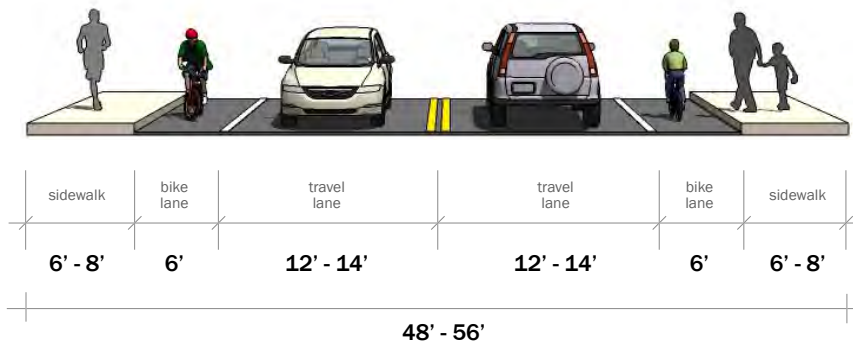 sidewalk
bike
lane
travel
lane
travel
lane
bike
lane
sidewalk
6’ - 8’
6’
12’ - 14’
12’ - 14’
6’
6’ - 8’
48’ - 56’